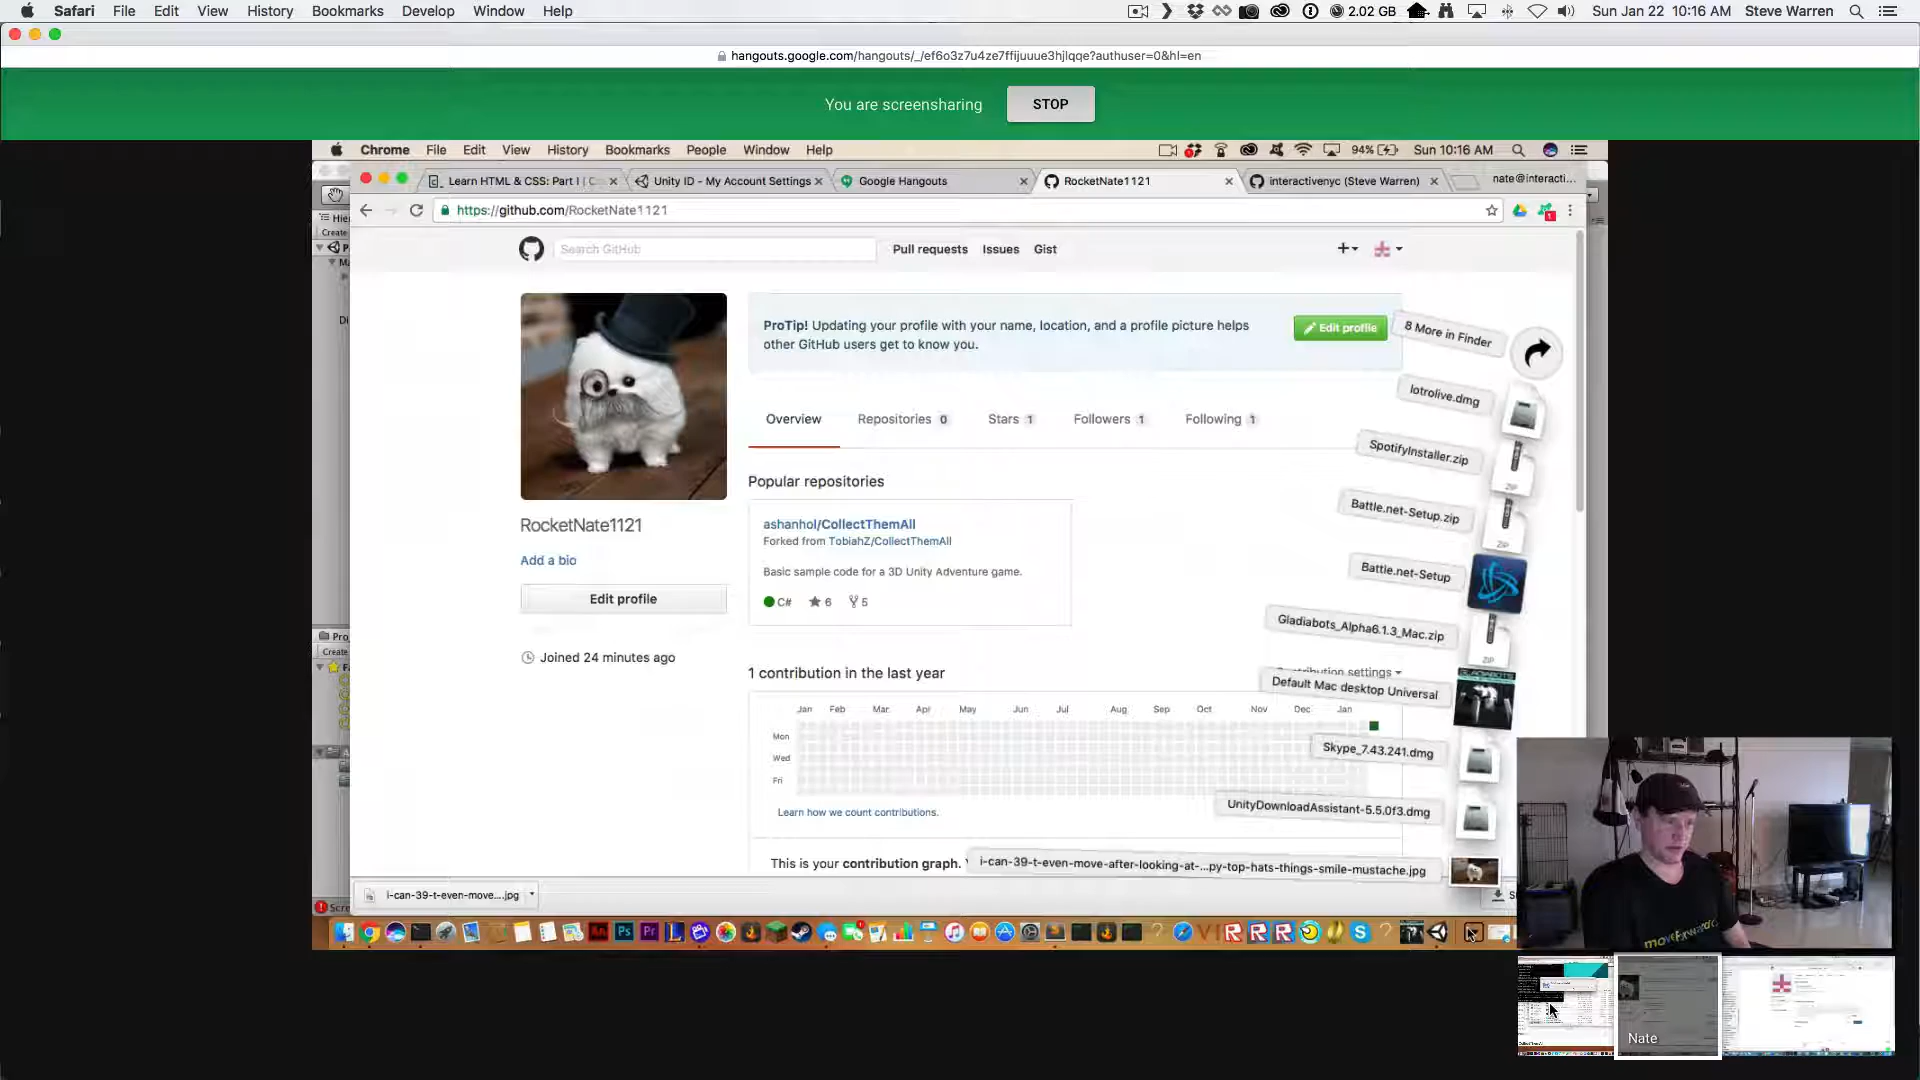 Safari File Edit View History Bookmarks Develop Window Help 2.02 GB Sun Jan 22 10:16 AM Steve Warren
hangouts.google.com/hangouts/_/ef6o3z7u4ze7ffijuuue3hjlqqe?authuser=0&hl=en
You are screensharing STOP
Chrome File Edit View History Bookmarks People Window Help 94% Sun 10:16 AM
Learn HTML & CSS: Part I | C Unity ID - My Account Settings Google Hangouts RocketNate1121 interactivenyc (Steve Warren) nate@interacti...
https://github.com/RocketNate1121
Search GitHub Pull requests Issues Gist
Create
ProTip! Updating your profile with your name, location, and a profile picture helps
other GitHub users get to know you.
Edit profile
8 More in Finder
lotrolive.dmg
Overview Repositories 0 Stars 1 Followers 1 Following 1
SpotifyInstaller.zip
Popular repositories
Battle.net-Setup.zip
RocketNate1121
ashanhol/CollectThemAll
Forked from TobiahZ/CollectThemAll
Add a bio
Basic sample code for a 3D Unity Adventure game.
Battle.net-Setup
Edit profile
C# 6 5
Gladiabots_Alpha6.1.3_Mac.zip
Create
Joined 24 minutes ago
1 contribution in the last year
Contribution settings
Default Mac desktop Universal
Jan Feb Mar Apr May Jun Jul Aug Sep Oct Nov Dec Jan
Mon
Wed
Fri
Skype_7.43.241.dmg
Learn how we count contributions.
UnityDownloadAssistant-5.5.0f3.dmg
This is your contribution graph.
i-can-39-t-even-move-after-looking-at-...py-top-hats-things-smile-mustache.jpg
i-can-39-t-even-move....jpg
Nate